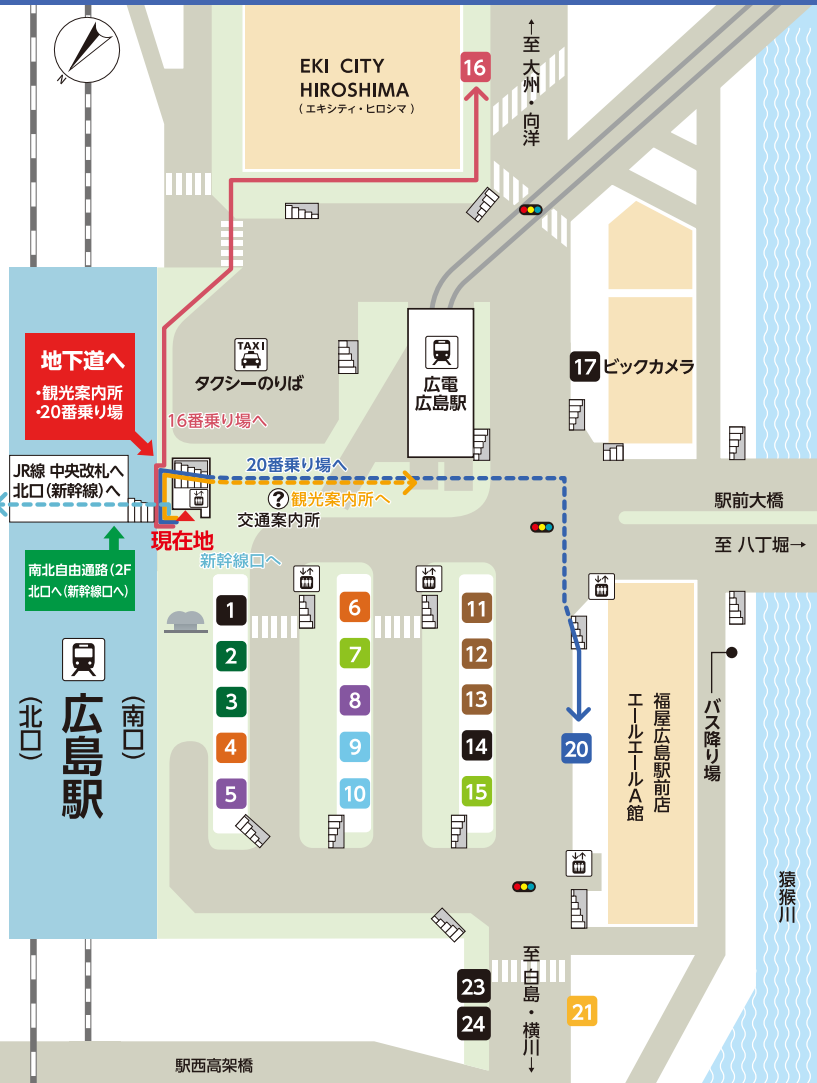 N
EKI CITY
HIROSHIMA
(エキシティ・ヒロシマ)
16
←至 大州・向洋
TAXI
タクシーのりば
広電
広島駅
17 ビックカメラ
地下道へ
・観光案内所
・20番乗り場
16番乗り場へ
JR線 中央改札へ
北口(新幹線)へ
20番乗り場へ
?観光案内所へ
交通案内所
現在地
新幹線口へ
南北自由通路(2F
北口へ(新幹線口へ)
駅前大橋
至 八丁堀→
1
2
3
4
5
6
7
8
9
10
11
12
13
14
15
20
広島駅
(南口)
(北口)
福屋広島駅前店
エールエールA館
バス降り場
猿猴川
23
24
至 白島・横川→
21
駅西高架橋